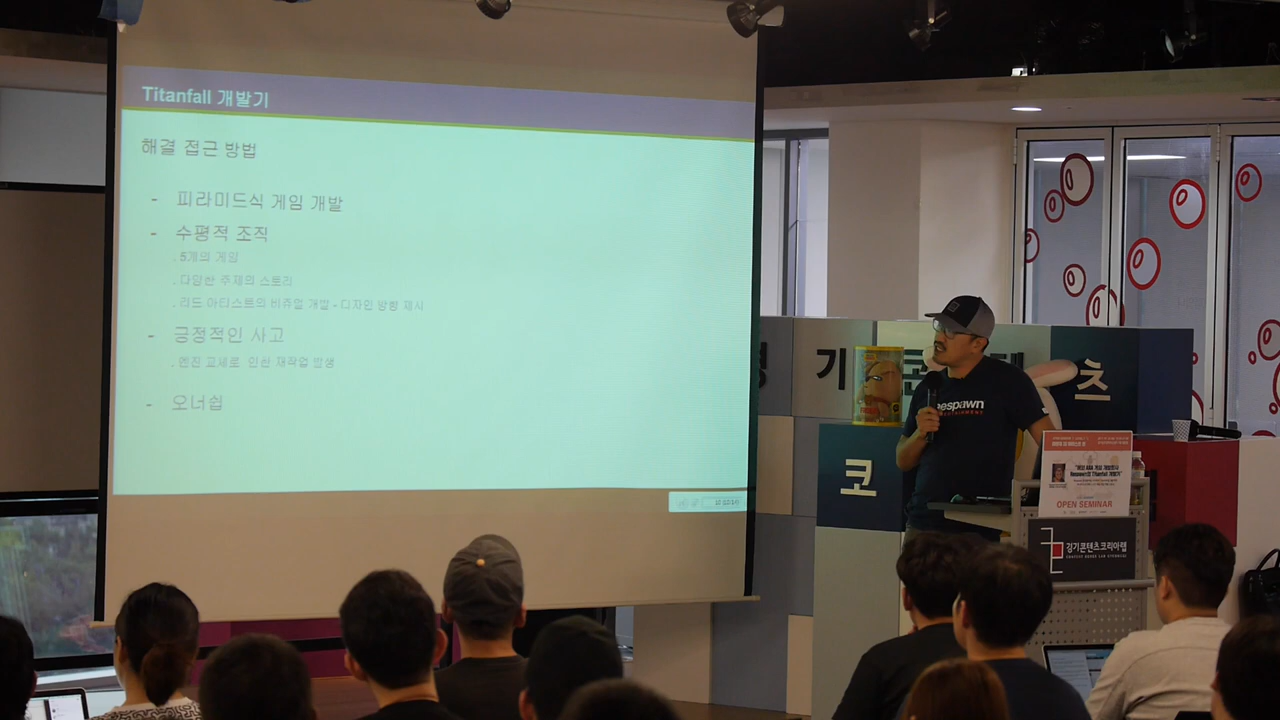 Titanfall 개발기
해결 접근 방법
- 피라미드식 게임 개발
- 수평적 조직
. 5개의 게임
. 다양한 주제의 스토리
. 리드 아티스트의 비쥬얼 개발 - 디자인 방향 제시
- 긍정적인 사고
. 엔진 교체로 인한 재작업 발생
- 오너쉽
기
츠
코
espawn
OPEN SEMINAR
경기콘텐츠코리아랩